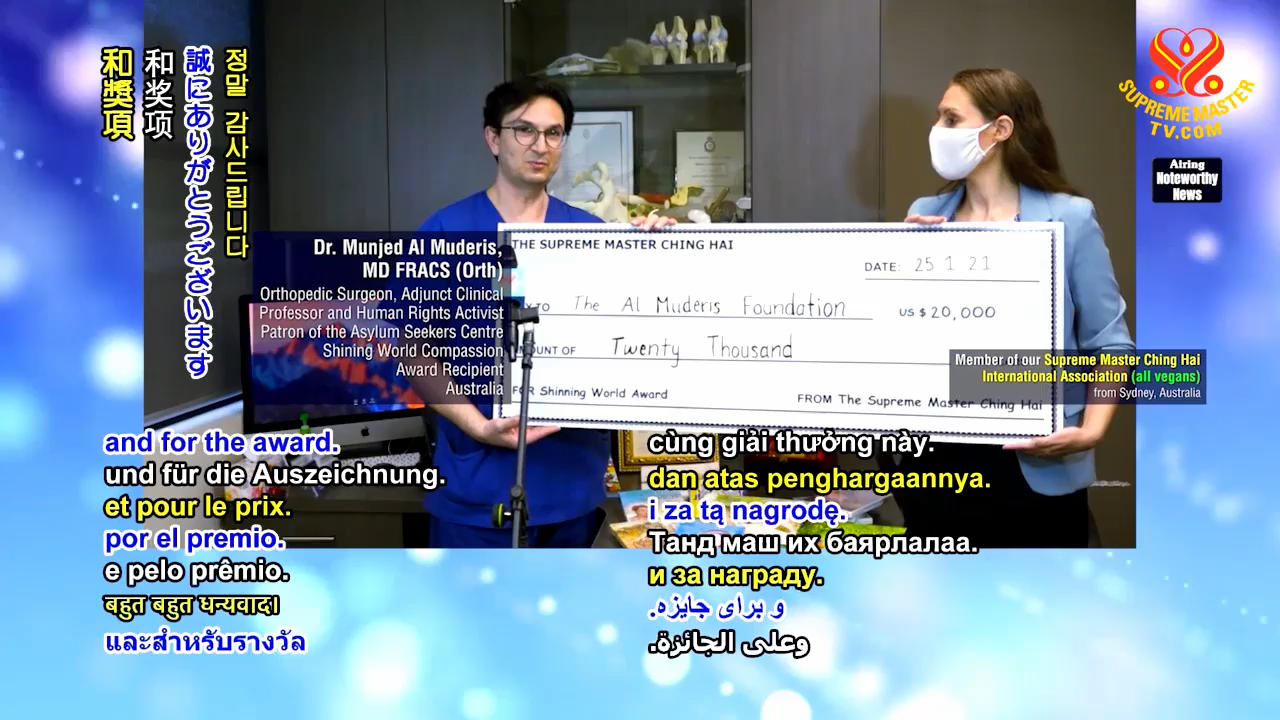 和獎項
和奖项
誠にありがとうございます
정말 감사드립니다
SUPREME MASTER
TV.COM
Airing
Noteworthy
News
THE SUPREME MASTER CHING HAI
DATE: 25 1 21
TO The Al Muderis Foundation
US $20,000
OUNT OF Twenty Thousand
FOR Shinning World Award
FROM The Supreme Master Ching Hai
Dr. Munjed Al Muderis,
MD FRACS (Orth)
Orthopedic Surgeon, Adjunct Clinical
Professor and Human Rights Activist
Patron of the Asylum Seekers Centre
Shining World Compassion
Award Recipient
Australia
Member of our Supreme Master Ching Hai
International Association (all vegans)
from Sydney, Australia
and for the award.
und für die Auszeichnung.
et pour le prix.
por el premio.
e pelo prêmio.
बहुत बहुत धन्यवाद।
และสำหรับรางวัล
cùng giải thưởng này.
dan atas penghargaannya.
i za tą nagrodę.
Танд маш их баярлалаа.
и за награду.
و برای جایزه.
وعلى الجائزة.